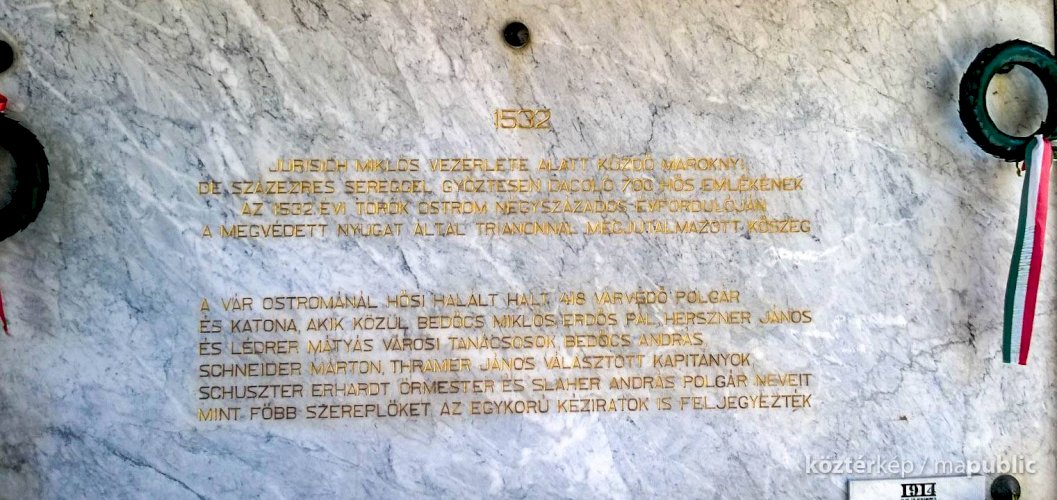 1532
JURISICH MIKLÓS VEZÉRLETE ALATT KÜZDŐ MAROKNYI
DE SZÁZEZRES SEREGGEL GYŐZTESEN DACOLÓ 700 HŐS EMLÉKÉNEK
AZ 1532 ÉVI TÖRÖK OSTROM NÉGYSZÁZADOS ÉVFORDULÓJÁN
A MEGVÉDETT NYUGAT ÁLTAL TRIANONNAL MEGJUTALMAZOTT KŐSZEG
A VÁR OSTROMÁNÁL HŐSI HALÁLT HALT 418 VÁRVÉDŐ POLGÁR
ÉS KATONA, AKIK KÖZÜL BEDŐCS MIKLÓS ERDŐS PÁL, HERSZNER JÁNOS
ÉS LÉDRER MÁTYÁS VÁROSI TANÁCSOSOK, BEDŐCS ANDRÁS,
SCHNEIDER MÁRTON, THRAMER JÁNOS VÁLASZTOTT KAPITÁNYOK
SCHUSZTER ERHARDT ŐRMESTER ÉS SLAHER ANDRÁS POLGÁR NEVEIT
MINT FŐBB SZEREPLŐKET AZ EGYKORÚ KÉZIRATOK IS FELJEGYEZTÉK
köztérkép / mapublic
1914